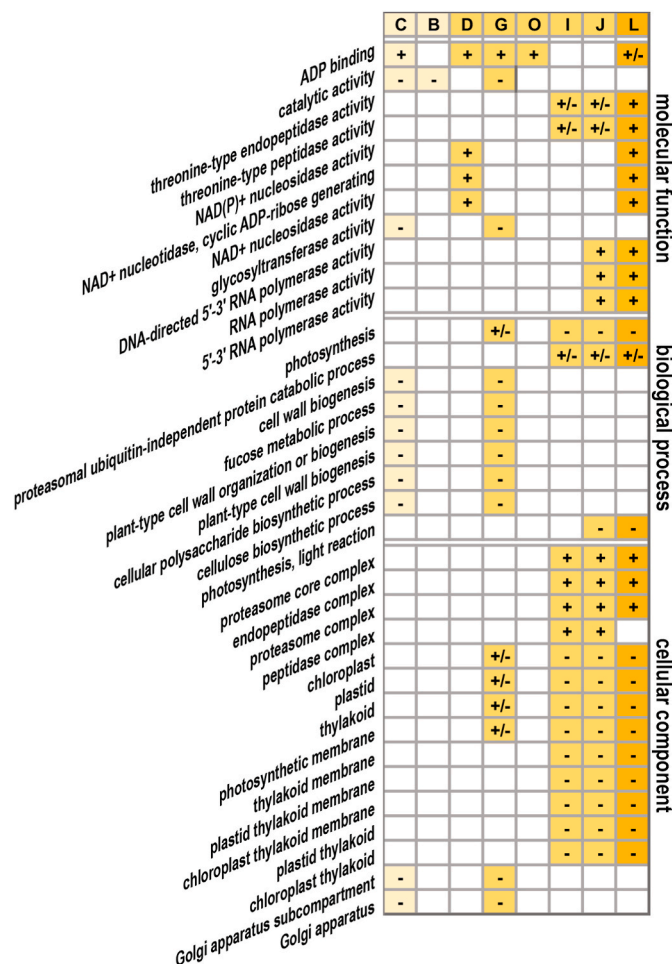 C B D G O I J L
ADP binding + + + + +/-
catalytic activity - - -
threonine-type endopeptidase activity +/- +/- +
threonine-type peptidase activity +/- +/- +
NAD(P)+ nucleosidase activity + +
NAD+ nucleotidase, cyclic ADP-ribose generating + +
NAD+ nucleosidase activity + +
glycosyltransferase activity - -
DNA-directed 5'-3' RNA polymerase activity + +
RNA polymerase activity + +
5'-3' RNA polymerase activity + +
molecular function
photosynthesis +/- - - -
proteasomal ubiquitin-independent protein catabolic process +/- +/- +/-
cell wall biogenesis - -
fucose metabolic process - -
plant-type cell wall organization or biogenesis - -
plant-type cell wall biogenesis - -
cellular polysaccharide biosynthetic process - -
cellulose biosynthetic process - -
photosynthesis, light reaction - -
biological process
proteasome core complex + + +
endopeptidase complex + + +
proteasome complex + + +
peptidase complex + +
chloroplast +/- - - -
plastid +/- - - -
thylakoid +/- - - -
photosynthetic membrane +/- - - -
thylakoid membrane - - -
plastid thylakoid membrane - - -
chloroplast thylakoid membrane - - -
plastid thylakoid - - -
chloroplast thylakoid - - -
Golgi apparatus subcompartment - -
Golgi apparatus - -
cellular component